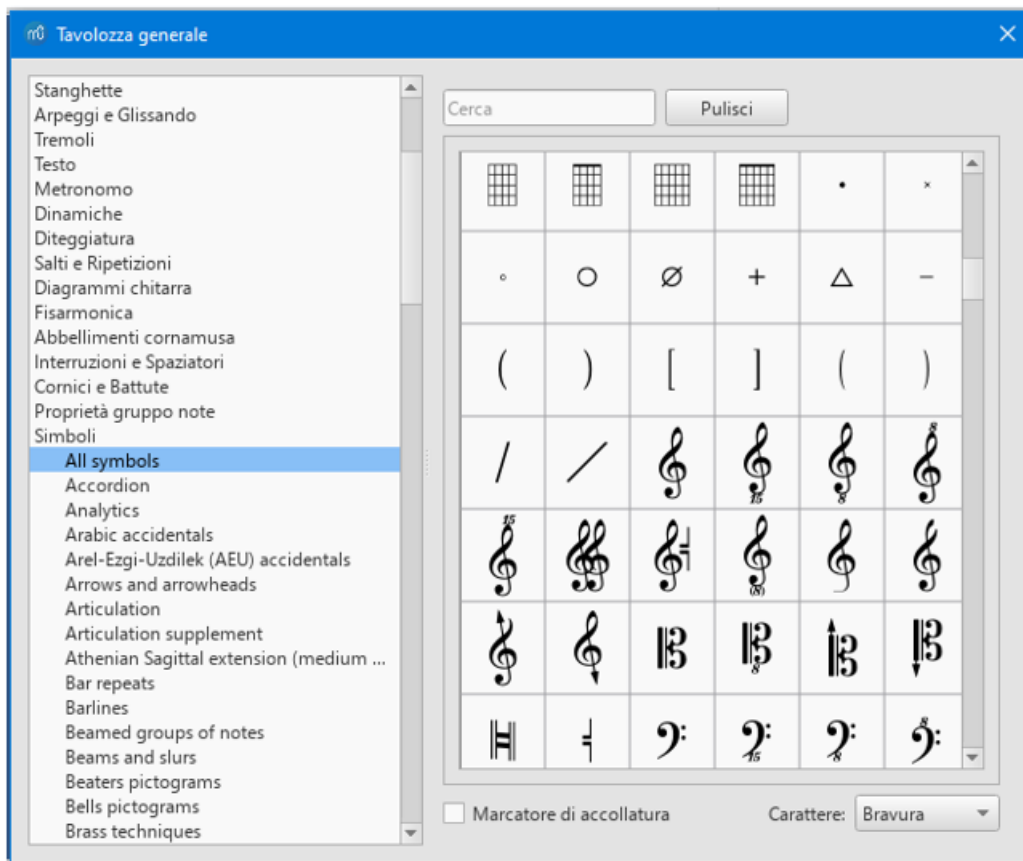 Tavolozza generale
Stanghette
Arpeggi e Glissando
Tremoli
Testo
Metronomo
Dinamiche
Diteggiatura
Salti e Ripetizioni
Diagrammi chitarra
Fisarmonica
Abbellimenti cornamusa
Interruzioni e Spaziatori
Cornici e Battute
Proprietà gruppo note
Simboli
All symbols
Accordion
Analytics
Arabic accidentals
Arel-Ezgi-Uzdilek (AEU) accidentals
Arrows and arrowheads
Articulation
Articulation supplement
Athenian Sagittal extension (medium ...
Bar repeats
Barlines
Beamed groups of notes
Beams and slurs
Beaters pictograms
Bells pictograms
Brass techniques
Cerca
Pulisci
Marcatore di accollatura
Carattere:
Bravura